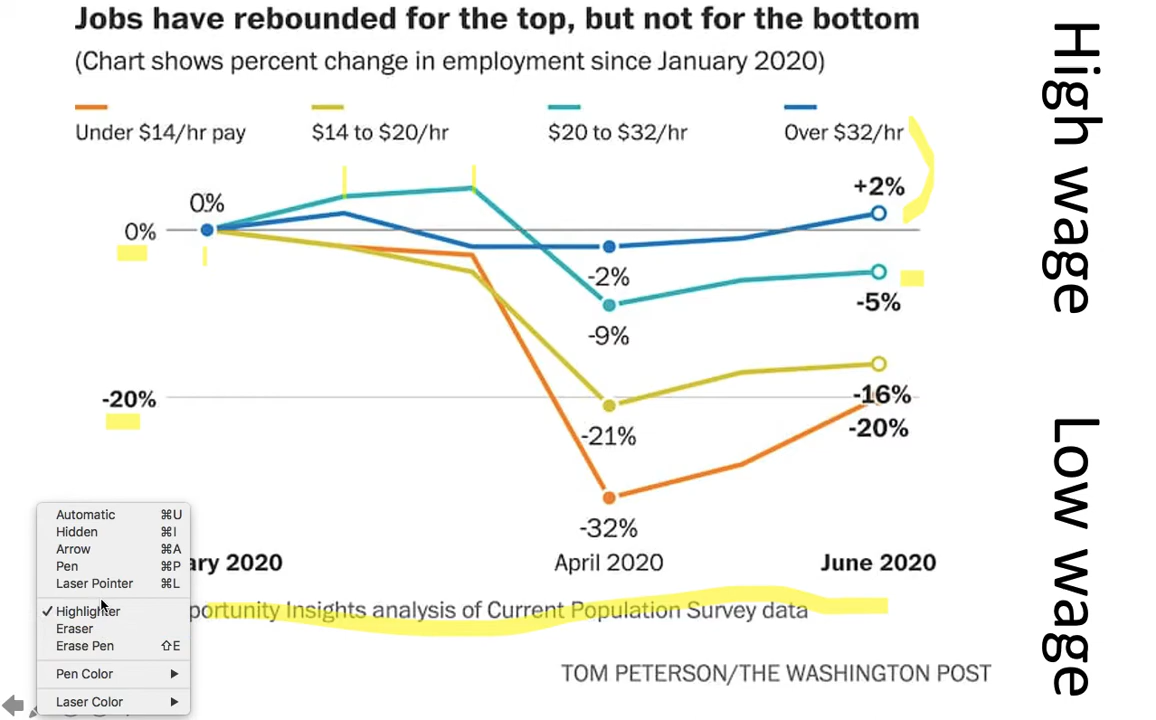 Jobs have rebounded for the top, but not for the bottom
(Chart shows percent change in employment since January 2020)
Under $14/hr pay
$14 to $20/hr
$20 to $32/hr
Over $32/hr
High wage
0%
+2%
0%
-2%
-5%
-9%
-20%
-16%
-21%
-20%
Low wage
-32%
ary 2020
April 2020
June 2020
portunity Insights analysis of Current Population Survey data
TOM PETERSON/THE WASHINGTON POST
Automatic ⌘U
Hidden ⌘I
Arrow ⌘A
Pen ⌘P
Laser Pointer ⌘L
✓ Highlighter
Eraser
Erase Pen ⇧E
Pen Color ▶
Laser Color ▶